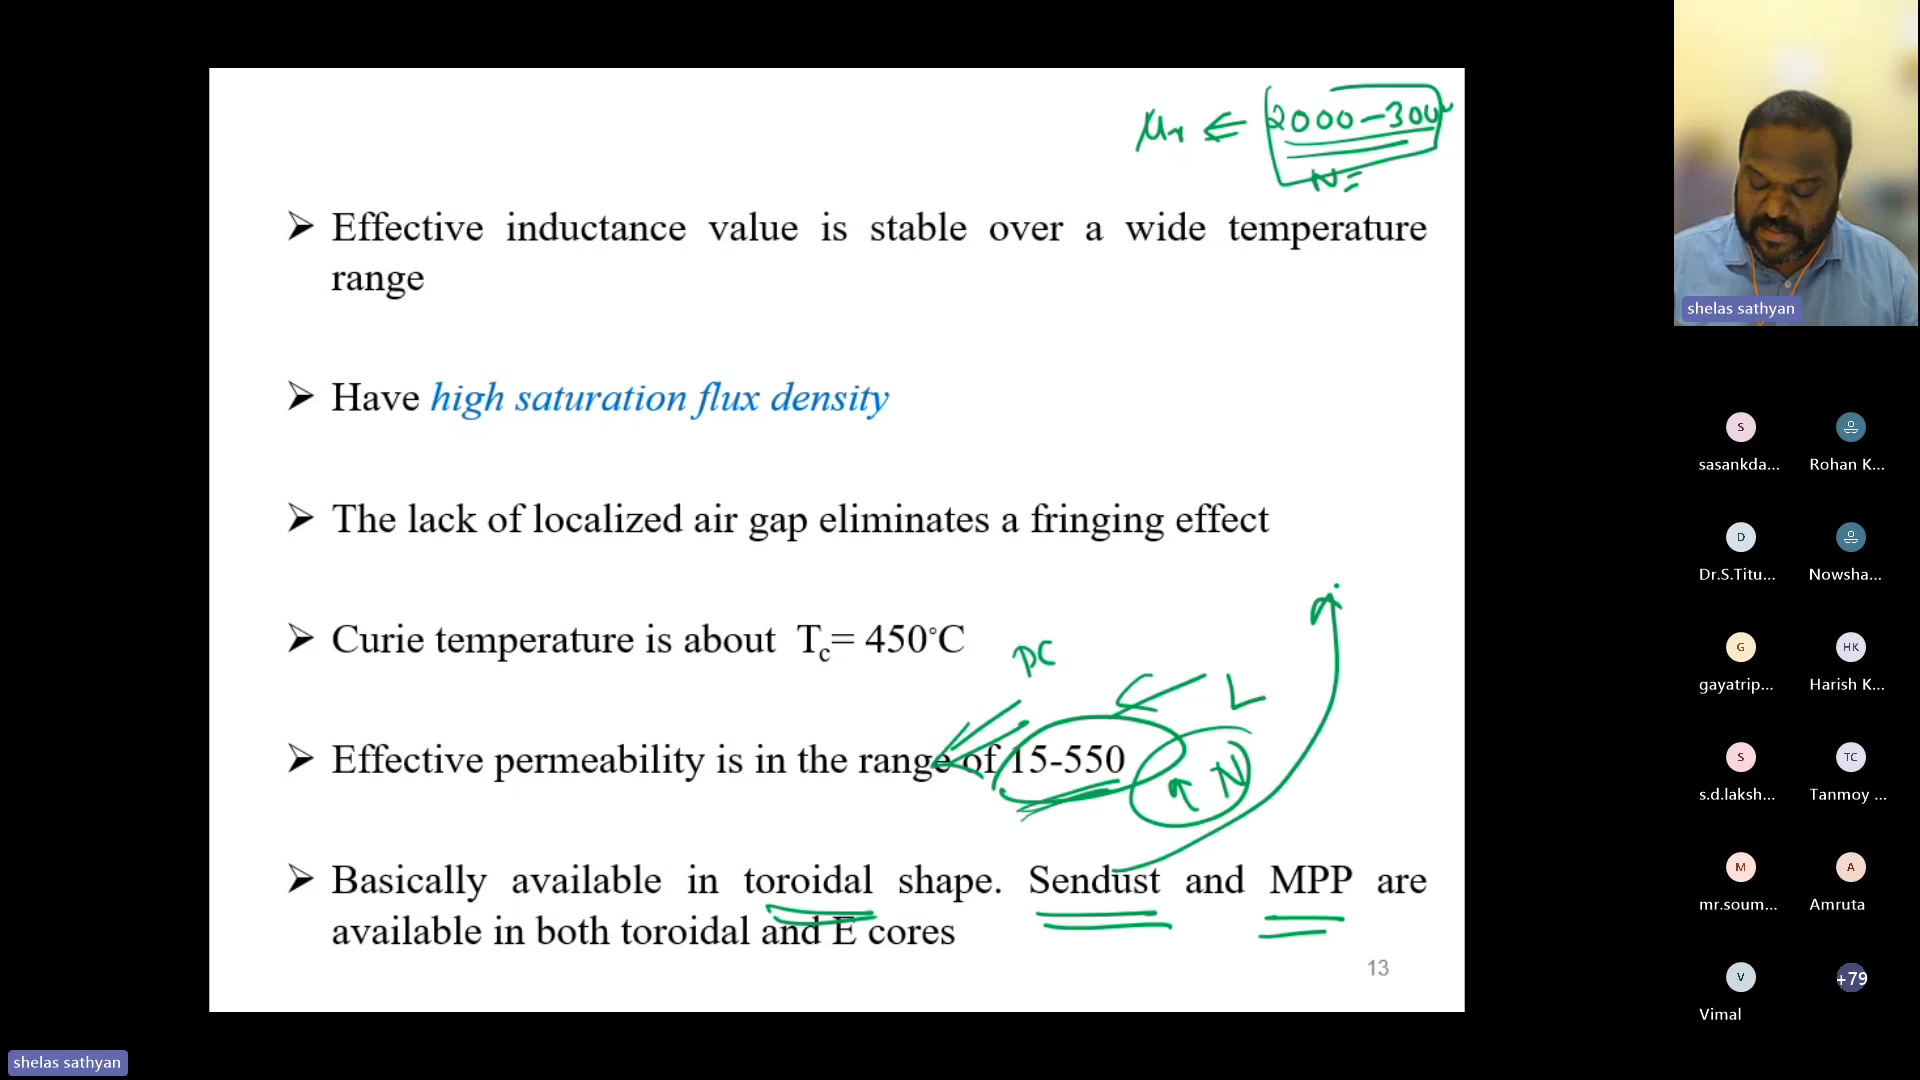 μr ⇐ 2000-300
N=
➢ Effective inductance value is stable over a wide temperature
range
➢ Have high saturation flux density
➢ The lack of localized air gap eliminates a fringing effect
➢ Curie temperature is about Tc= 450°C
DC
L
➢ Effective permeability is in the range of 15-550
↑ N
➢ Basically available in toroidal shape. Sendust and MPP are
available in both toroidal and E cores
13
shelas sathyan
S
sasankda...
Rohan K...
D
Dr.S.Titu...
Nowsha...
G
HK
gayatrip...
Harish K...
S
TC
s.d.laksh...
Tanmoy ...
M
A
mr.soum...
Amruta
V
+79
Vimal
shelas sathyan